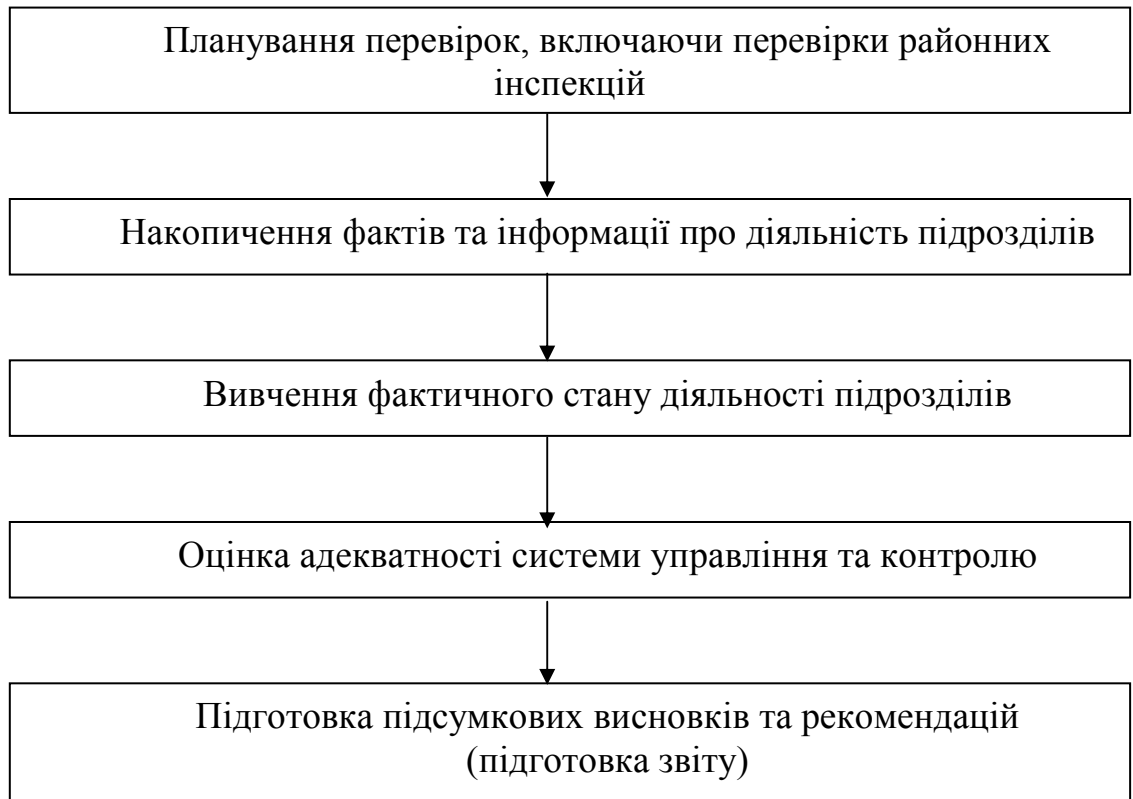 Планування перевірок, включаючи перевірки районних
інспекцій
Накопичення фактів та інформації про діяльність підрозділів
Вивчення фактичного стану діяльності підрозділів
Оцінка адекватності системи управління та контролю
Підготовка підсумкових висновків та рекомендацій
(підготовка звіту)